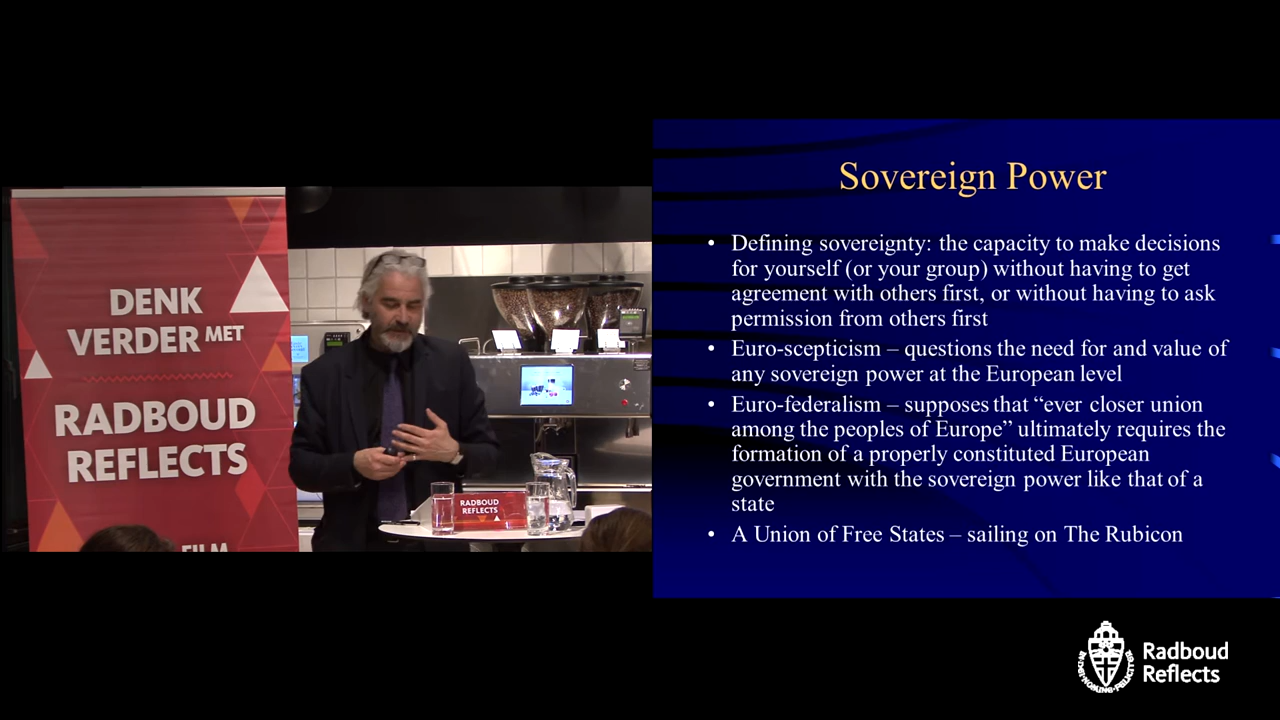 DENK
VERDER MET
RADBOUD
REFLECTS
FILM
RADBOUD
REFLECTS
Sovereign Power
• Defining sovereignty: the capacity to make decisions
for yourself (or your group) without having to get
agreement with others first, or without having to ask
permission from others first
• Euro-scepticism – questions the need for and value of
any sovereign power at the European level
• Euro-federalism – supposes that “ever closer union
among the peoples of Europe” ultimately requires the
formation of a properly constituted European
government with the sovereign power like that of a
state
• A Union of Free States – sailing on The Rubicon
Radboud
Reflects